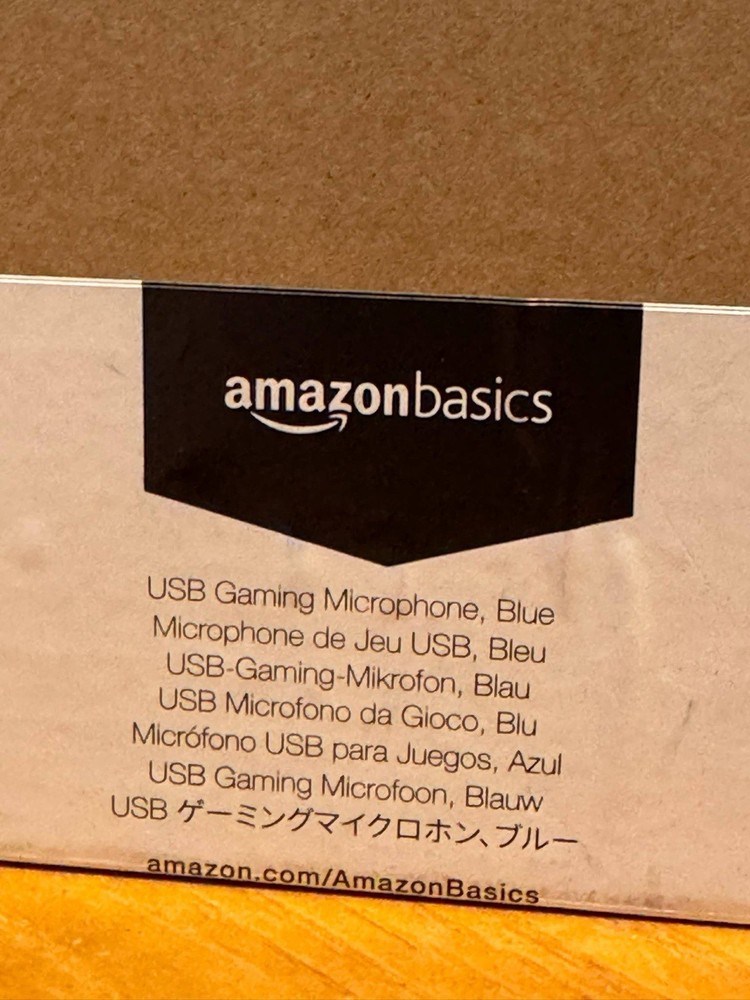 amazonbasics
USB Gaming Microphone, Blue
Microphone de Jeu USB, Bleu
USB-Gaming-Mikrofon, Blau
USB Microfono da Gioco, Blu
Micrófono USB para Juegos, Azul
USB Gaming Microfoon, Blauw
USB ゲーミングマイクロホン、ブルー
amazon.com/AmazonBasics